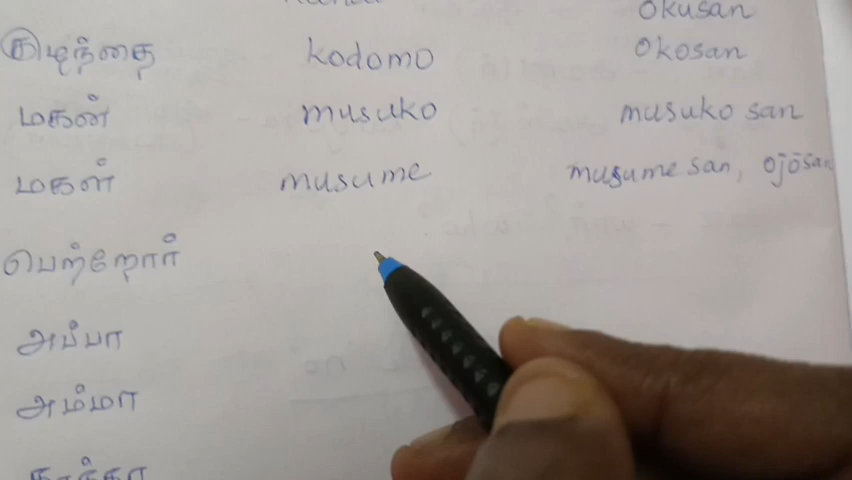 okusan
குழந்தை kodomo okosan
மகன் musuko musuko san
மகள் musume musume san, ojōsan
பெற்றோர்
அப்பா
அம்மா